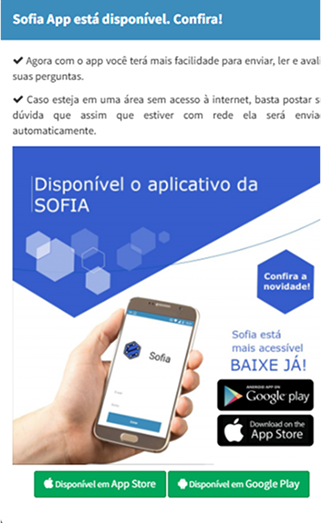 Sofia App está disponível. Confira!
✔ Agora com o app você terá mais facilidade para enviar, ler e
suas perguntas.
✔ Caso esteja em uma área sem acesso à internet, basta postar
dúvida que assim que estiver com rede ela será
automaticamente.
Disponível o aplicativo da
SOFIA
Confira a
novidade!
Sofia
Sofia está
mais acessível
BAIXE JÁ!
ANDROID APP ON
Google play
Download on the
App Store
Disponível em App Store
Disponível em Google Play